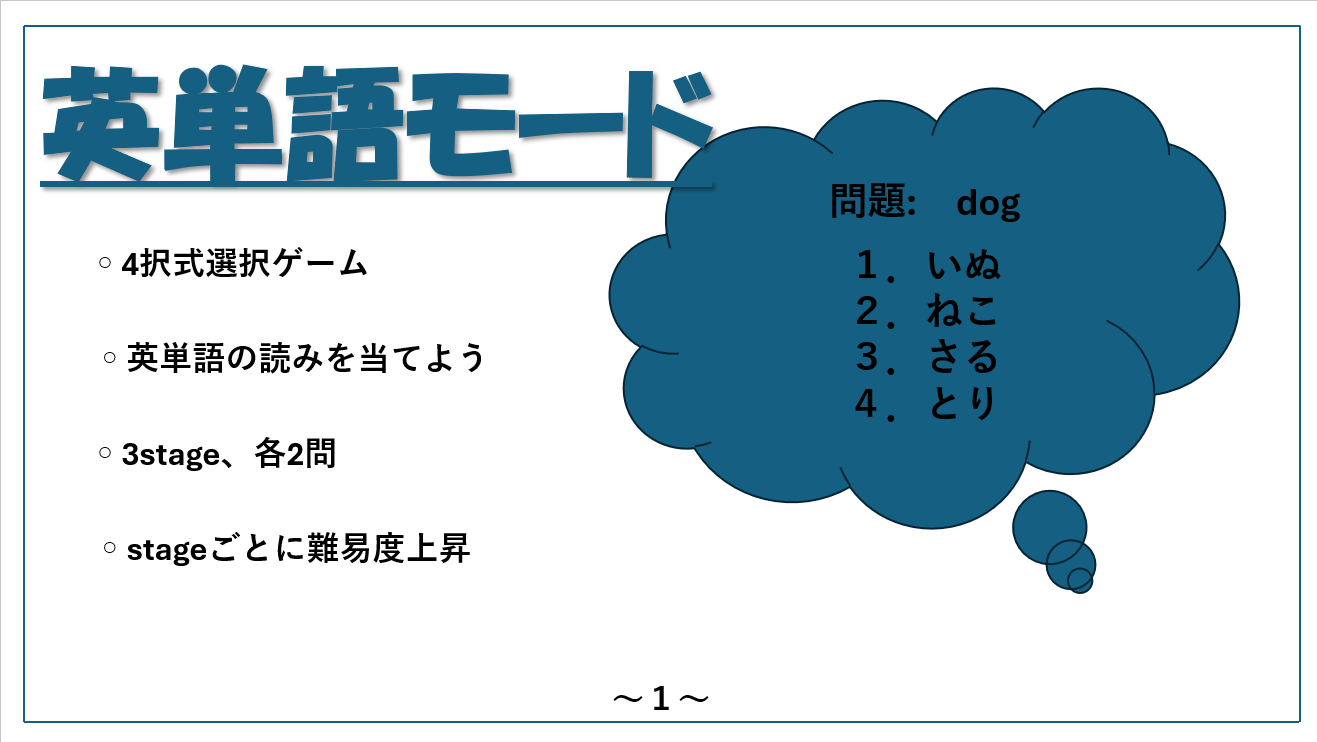 英単語モード
○ 4択式選択ゲーム
○ 英単語の読みを当てよう
○ 3stage、各2問
○ stageごとに難易度上昇
問題:　dog
１．いぬ
２．ねこ
３．さる
４．とり
～ 1 ～